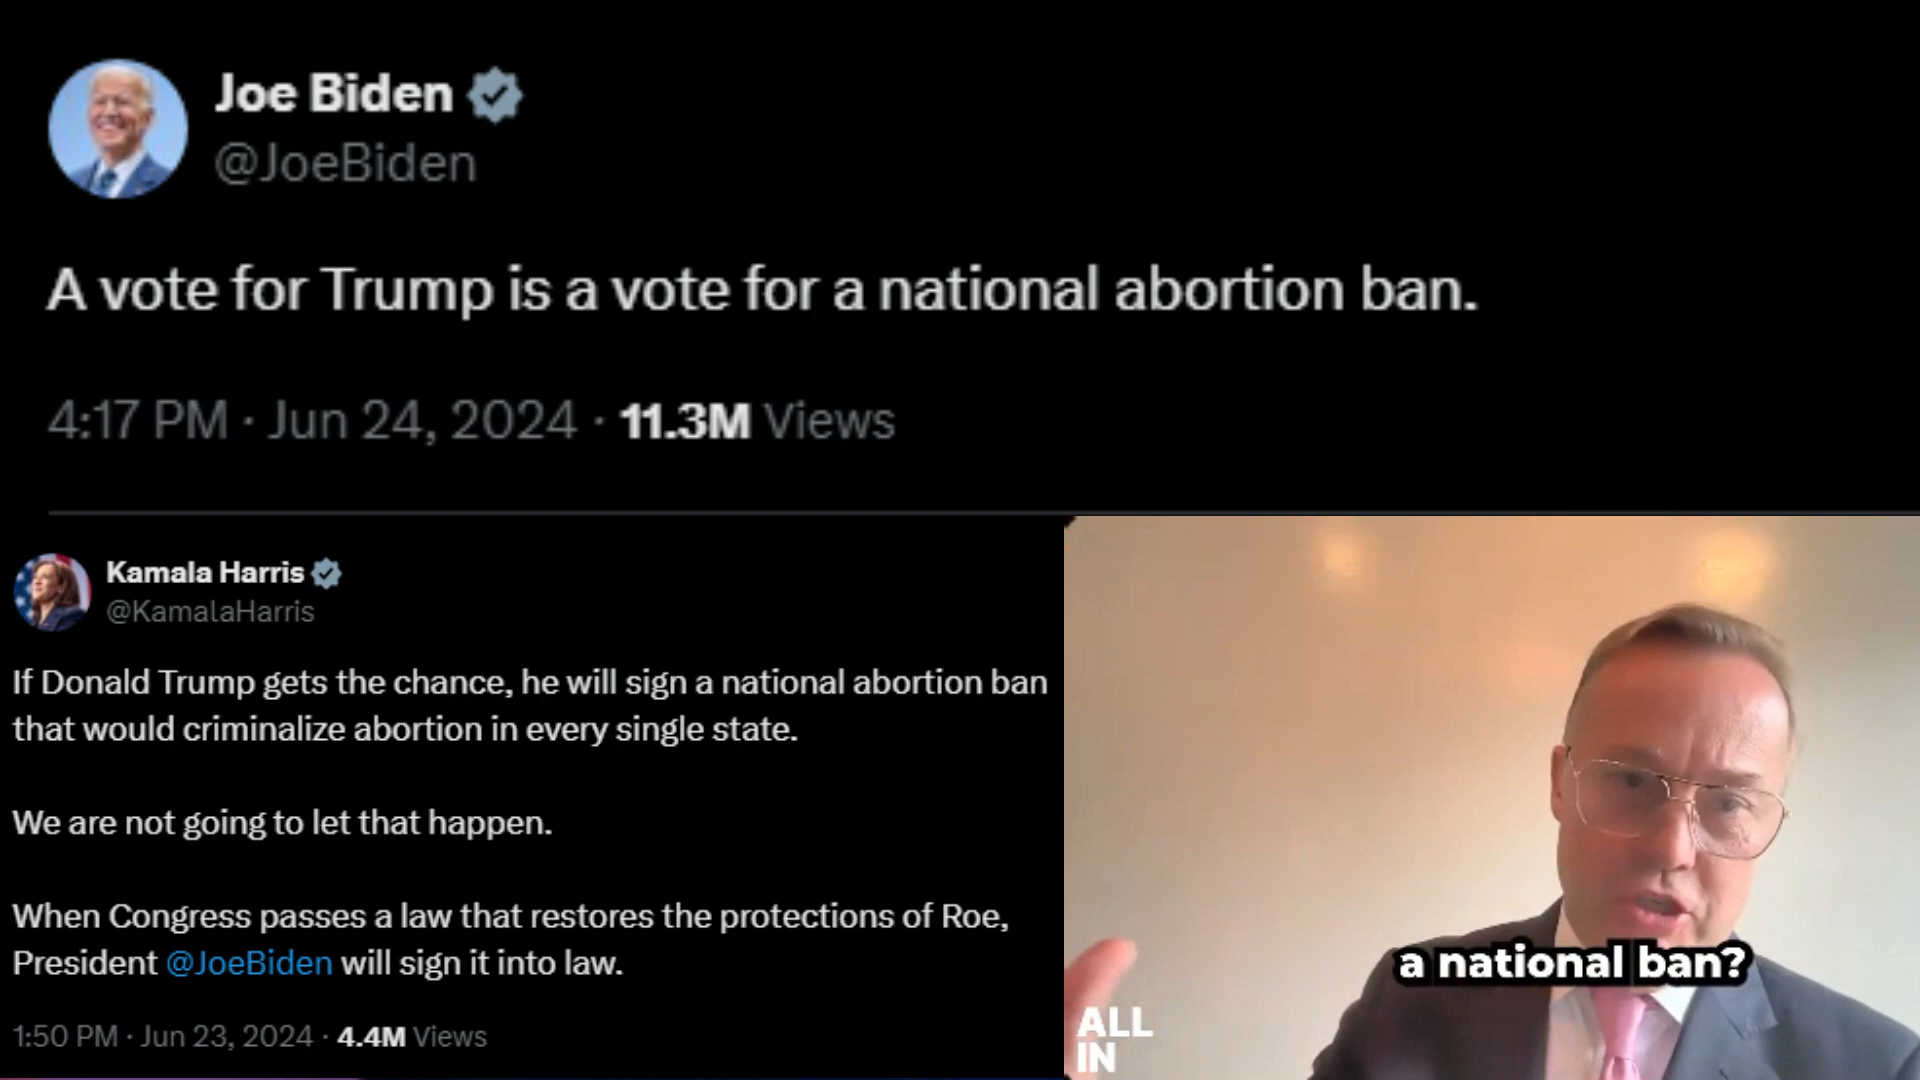 Joe Biden
@JoeBiden
A vote for Trump is a vote for a national abortion ban.
4:17 PM · Jun 24, 2024 · 11.3M Views
Kamala Harris
@KamalaHarris
If Donald Trump gets the chance, he will sign a national abortion ban
that would criminalize abortion in every single state.
We are not going to let that happen.
When Congress passes a law that restores the protections of Roe,
President @JoeBiden will sign it into law.
1:50 PM · Jun 23, 2024 · 4.4M Views
a national ban?
ALL
IN